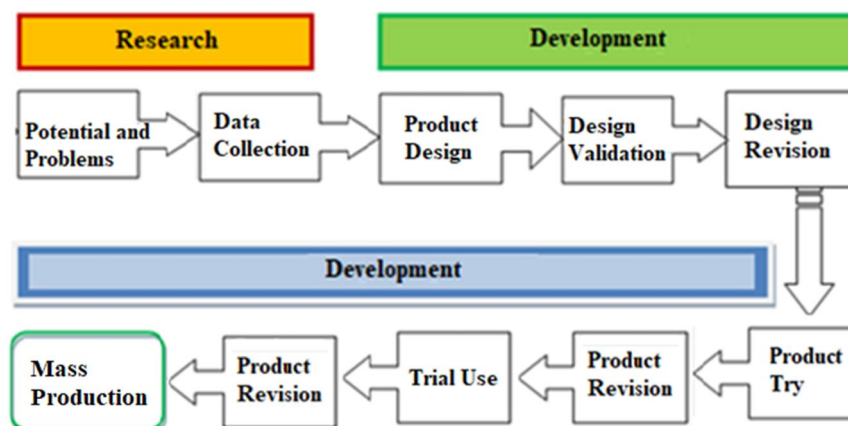 Research
Development
Potential and
Problems
Data
Collection
Product
Design
Design
Validation
Design
Revision
Development
Mass
Production
Product
Revision
Trial Use
Product
Revision
Product
Try